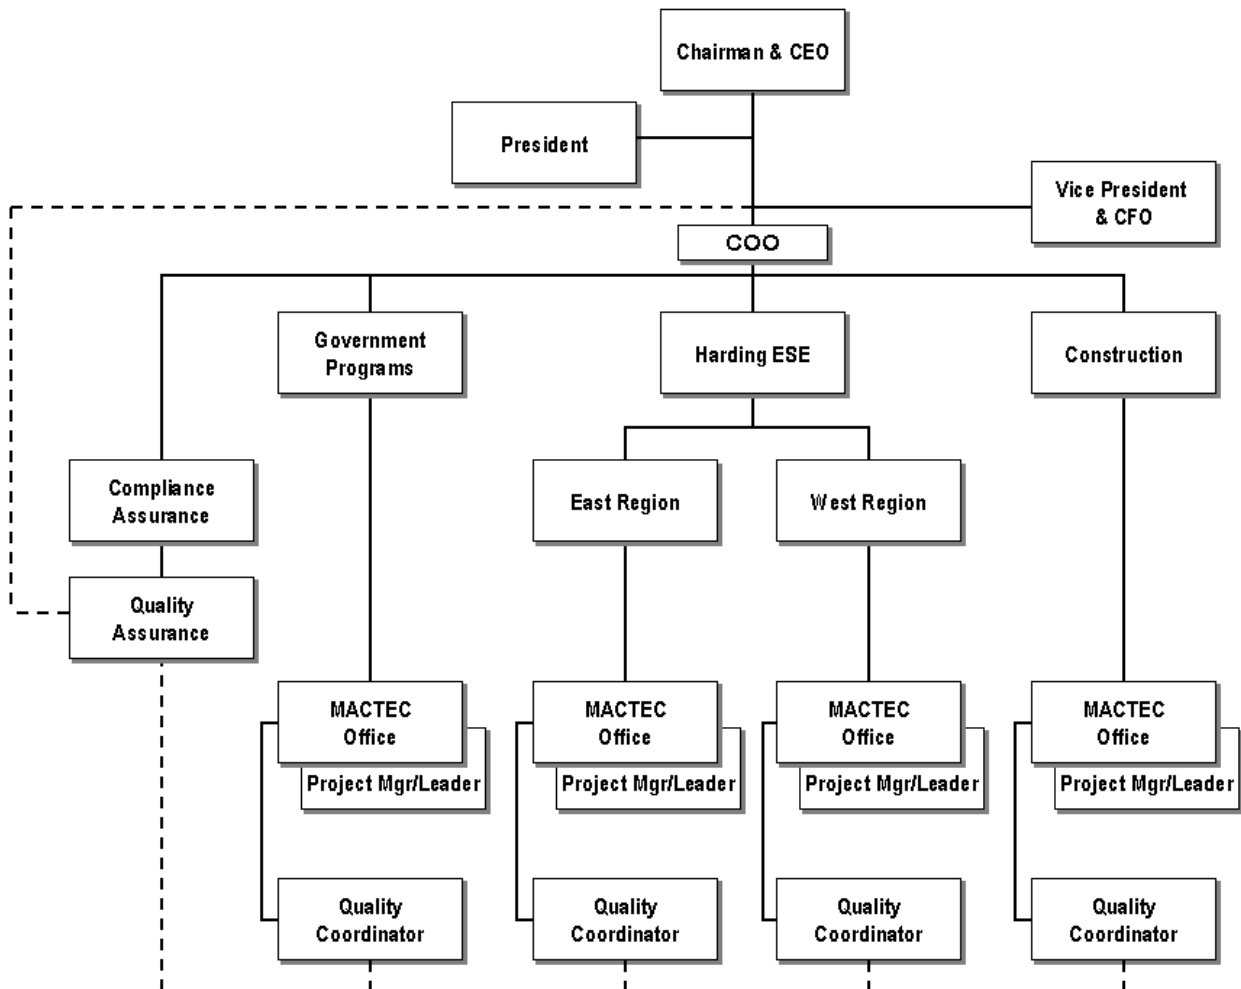 Chairman & CEO
President
Vice President
& CFO
COO
Government
Programs
Harding ESE
Construction
Compliance
Assurance
East Region
West Region
Quality
Assurance
MACTEC
Office
Project Mgr/Leader
MACTEC
Office
Project Mgr/Leader
MACTEC
Office
Project Mgr/Leader
MACTEC
Office
Project Mgr/Leader
Quality
Coordinator
Quality
Coordinator
Quality
Coordinator
Quality
Coordinator